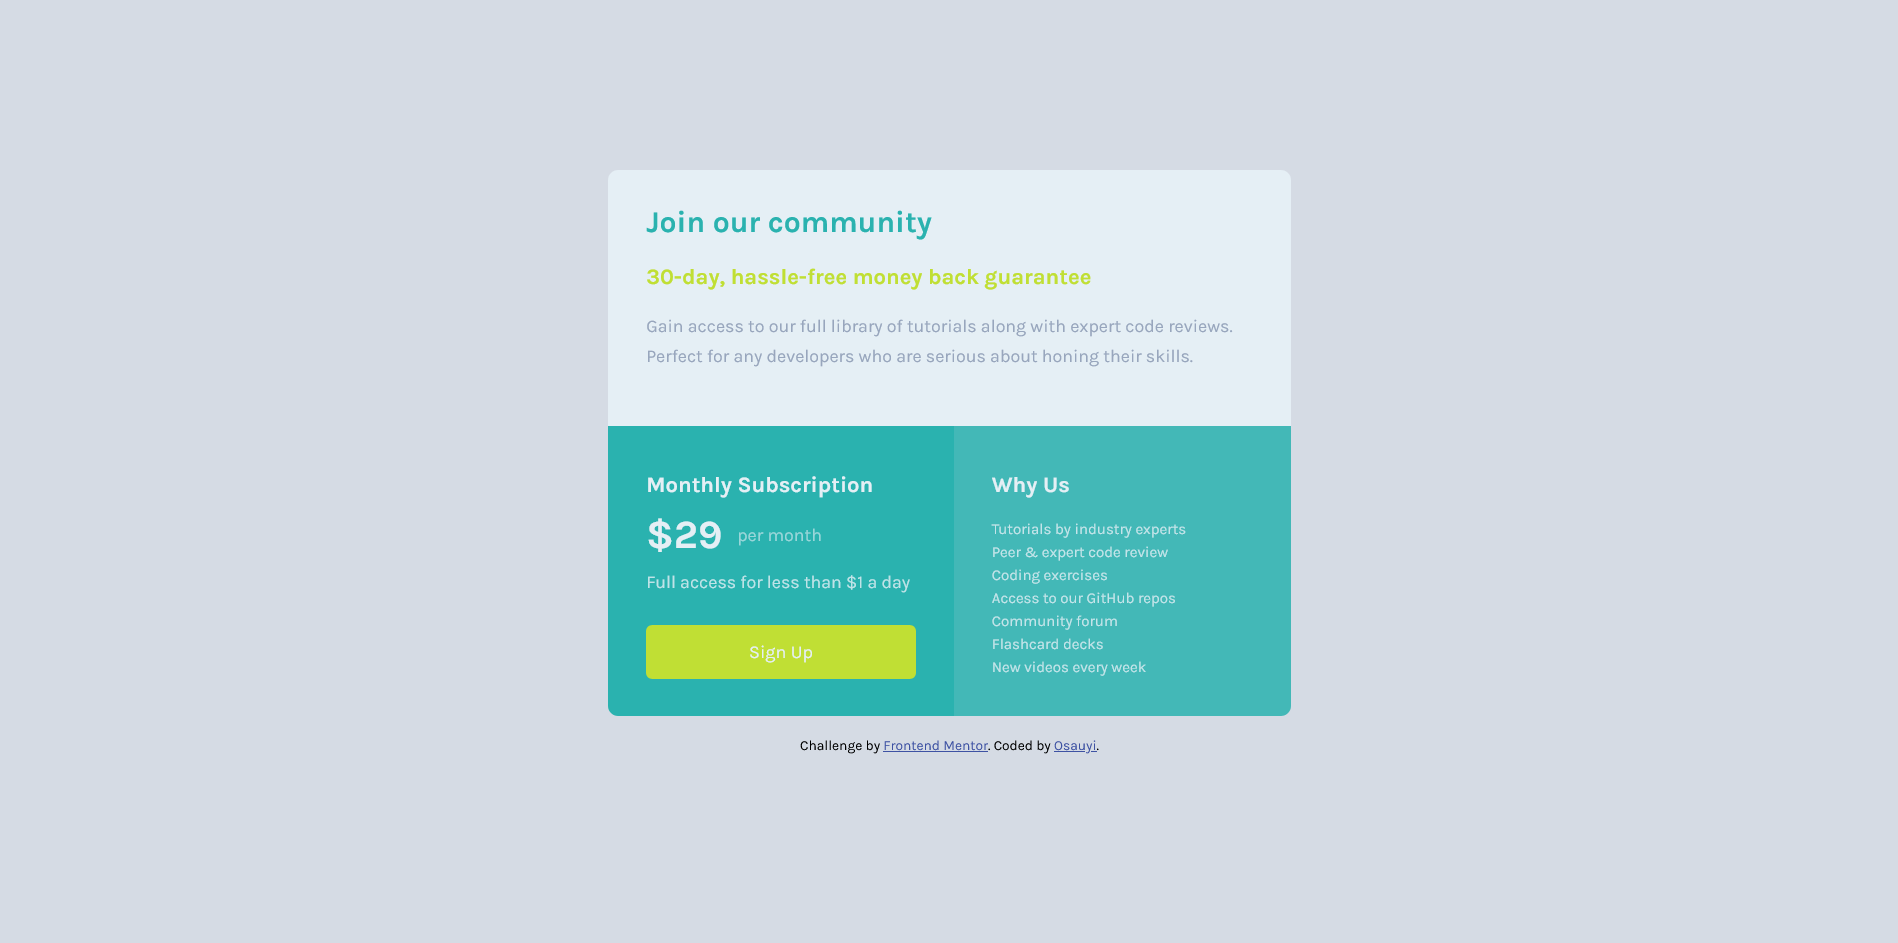 Join our community
30-day, hassle-free money back guarantee
Gain access to our full library of tutorials along with expert code reviews.
Perfect for any developers who are serious about honing their skills.
Monthly Subscription
$29 per month
Full access for less than $1 a day
Sign Up
Why Us
Tutorials by industry experts
Peer & expert code review
Coding exercises
Access to our GitHub repos
Community forum
Flashcard decks
New videos every week
Challenge by Frontend Mentor. Coded by Osauyi.